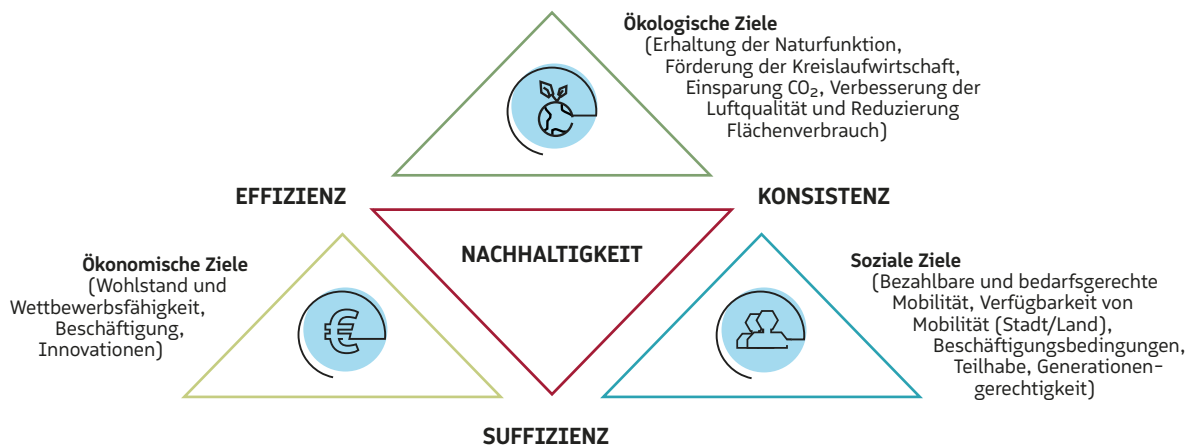 Ökologische Ziele
(Erhaltung der Naturfunktion,
Förderung der Kreislaufwirtschaft,
Einsparung CO₂, Verbesserung der
Luftqualität und Reduzierung
Flächenverbrauch)
EFFIZIENZ
KONSISTENZ
NACHHALTIGKEIT
Ökonomische Ziele
(Wohlstand und
Wettbewerbsfähigkeit,
Beschäftigung,
Innovationen)
€
Soziale Ziele
(Bezahlbare und bedarfsgerechte
Mobilität, Verfügbarkeit von
Mobilität (Stadt/Land),
Beschäftigungsbedingungen,
Teilhabe, Generationen-
gerechtigkeit)
SUFFIZIENZ